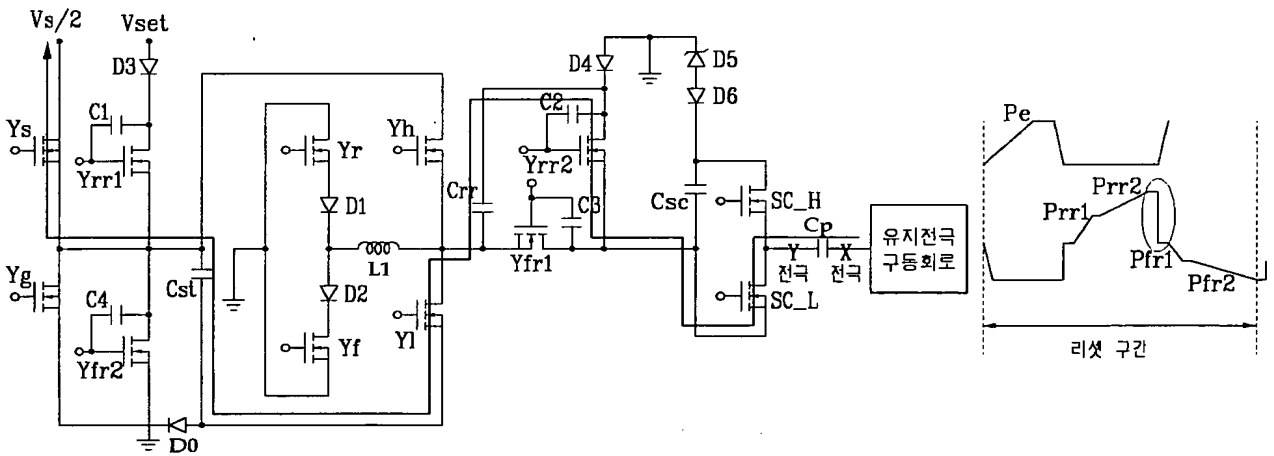 Vs/2
Vset
D3
C1
Ys
Yrr1
Yg
C4
Yfr2
Cst
D0
Yr
D1
L1
D2
Yf
Yh
Yl
Crr
D4
C2
Yrr2
C3
Yfr1
D5
D6
Csc
SC_H
Cp
Y
전극
X
전극
SC_L
유지전극
구동회로
Pe
Prr2
Prr1
Pfr1
Pfr2
리셋 구간